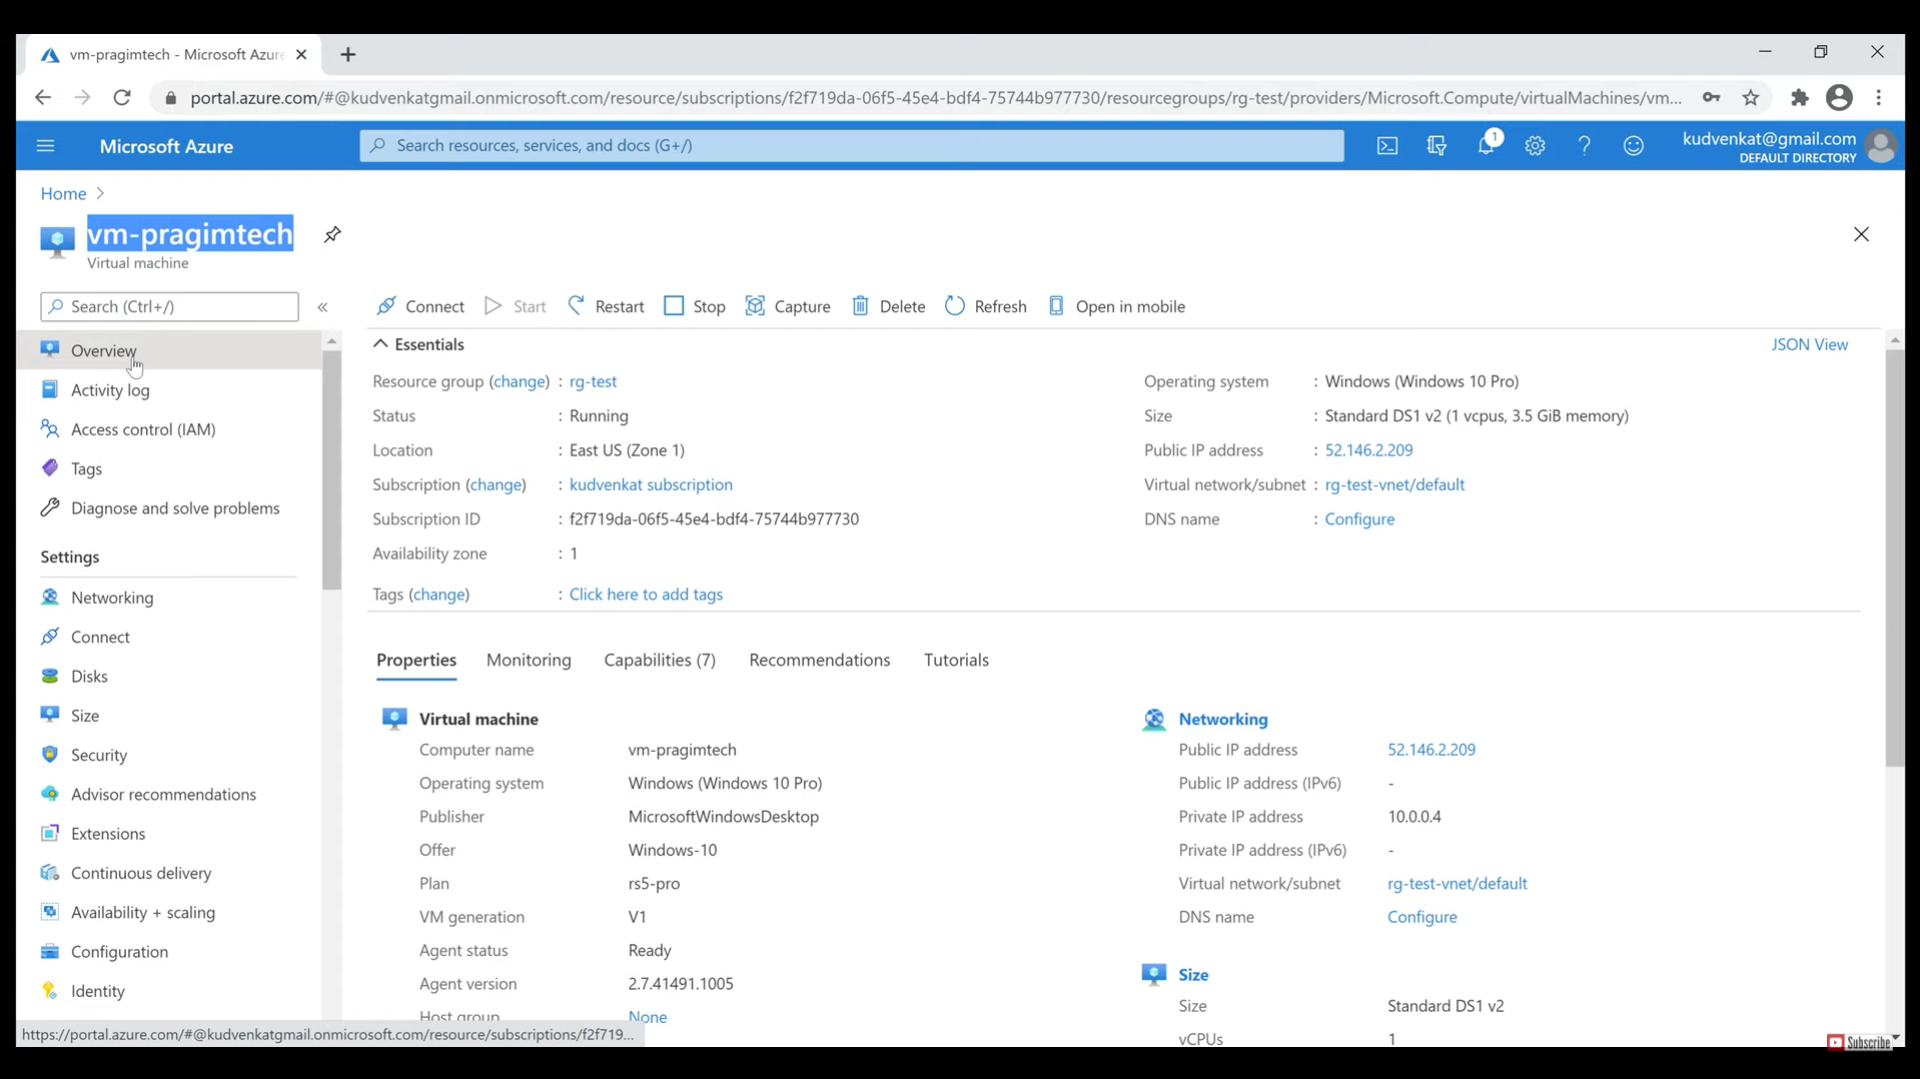 vm-pragimtech - Microsoft Azure
portal.azure.com/#@kudvenkatgmail.onmicrosoft.com/resource/subscriptions/f2f719da-06f5-45e4-bdf4-75744b977730/resourcegroups/rg-test/providers/Microsoft.Compute/virtualMachines/vm...
Microsoft Azure
Search resources, services, and docs (G+/)
1
kudvenkat@gmail.com
DEFAULT DIRECTORY
Home >
vm-pragimtech
Virtual machine
Search (Ctrl+/)
«
Connect Start Restart Stop Capture Delete Refresh Open in mobile
Overview
Activity log
Access control (IAM)
Tags
Diagnose and solve problems
Settings
Networking
Connect
Disks
Size
Security
Advisor recommendations
Extensions
Continuous delivery
Availability + scaling
Configuration
Identity
Essentials
JSON View
Resource group (change) : rg-test
Status : Running
Location : East US (Zone 1)
Subscription (change) : kudvenkat subscription
Subscription ID : f2f719da-06f5-45e4-bdf4-75744b977730
Availability zone : 1
Tags (change) : Click here to add tags
Operating system : Windows (Windows 10 Pro)
Size : Standard DS1 v2 (1 vcpus, 3.5 GiB memory)
Public IP address : 52.146.2.209
Virtual network/subnet : rg-test-vnet/default
DNS name : Configure
Properties Monitoring Capabilities (7) Recommendations Tutorials
Virtual machine
Computer name vm-pragimtech
Operating system Windows (Windows 10 Pro)
Publisher MicrosoftWindowsDesktop
Offer Windows-10
Plan rs5-pro
VM generation V1
Agent status Ready
Agent version 2.7.41491.1005
Host group None
Networking
Public IP address 52.146.2.209
Public IP address (IPv6) -
Private IP address 10.0.0.4
Private IP address (IPv6) -
Virtual network/subnet rg-test-vnet/default
DNS name Configure
Size
Size Standard DS1 v2
vCPUs 1
https://portal.azure.com/#@kudvenkatgmail.onmicrosoft.com/resource/subscriptions/f2f719...
Subscribe